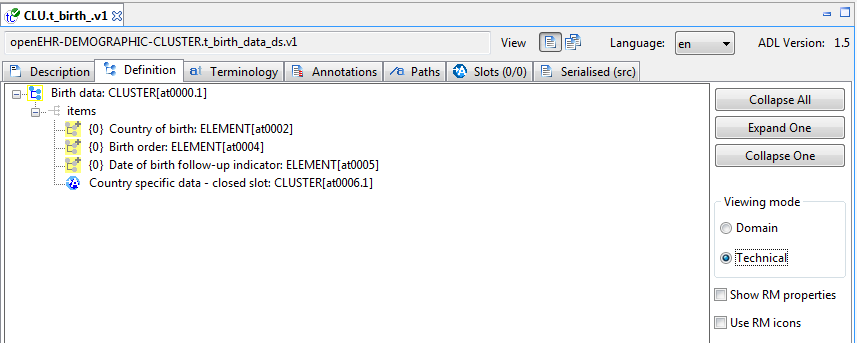 CLU.t_birth_.v1
openEHR-DEMOGRAPHIC-CLUSTER.t_birth_data_ds.v1 View Language: en ADL Version: 1.5
Description Definition Terminology Annotations Paths Slots (0/0) Serialised (src)
Birth data: CLUSTER[at0000.1]
items
{0} Country of birth: ELEMENT[at0002]
{0} Birth order: ELEMENT[at0004]
{0} Date of birth follow-up indicator: ELEMENT[at0005]
Country specific data - closed slot: CLUSTER[at0006.1]
Collapse All
Expand One
Collapse One
Viewing mode
Domain
Technical
Show RM properties
Use RM icons